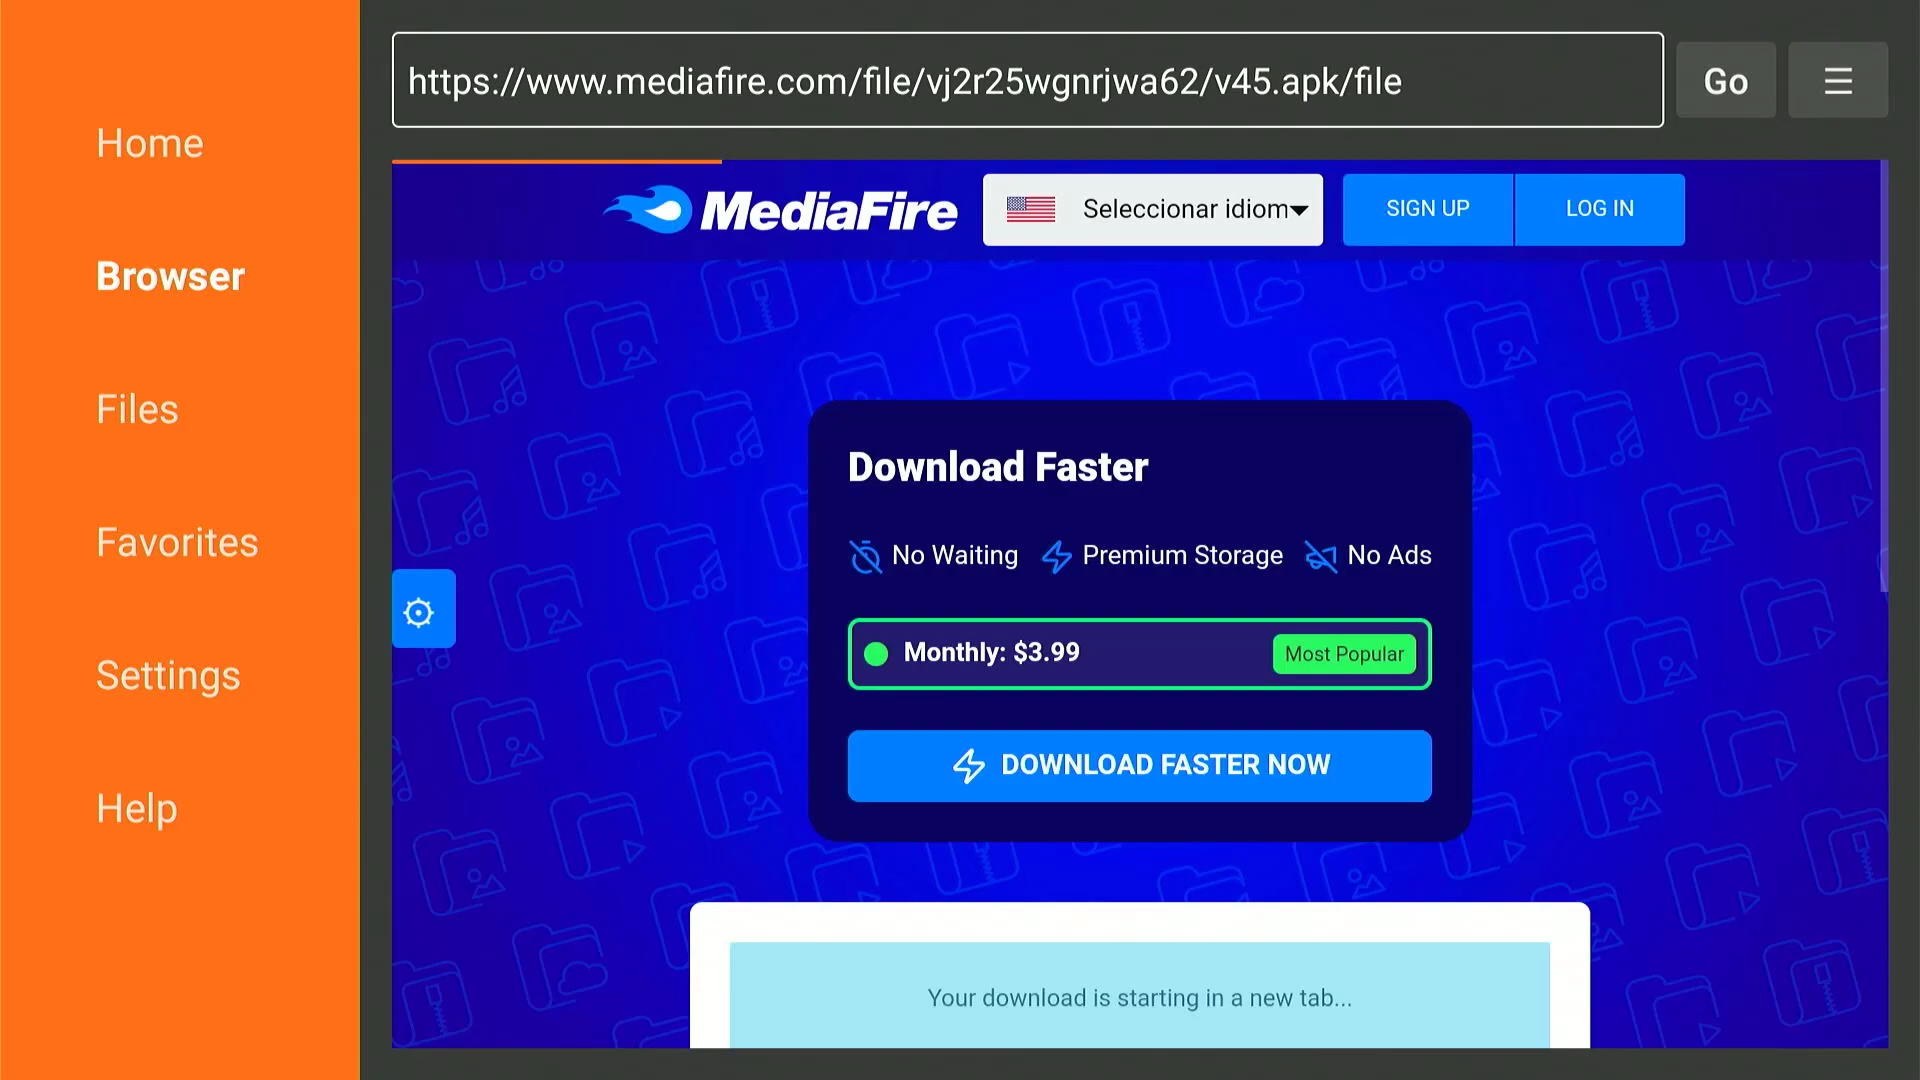 Home
Browser
Files
Favorites
Settings
Help
https://www.mediafire.com/file/vj2r25wgnrjwa62/v45.apk/file
Go
MediaFire
Seleccionar idiom
SIGN UP
LOG IN
Download Faster
No Waiting
Premium Storage
No Ads
Monthly: $3.99
Most Popular
DOWNLOAD FASTER NOW
Your download is starting in a new tab...